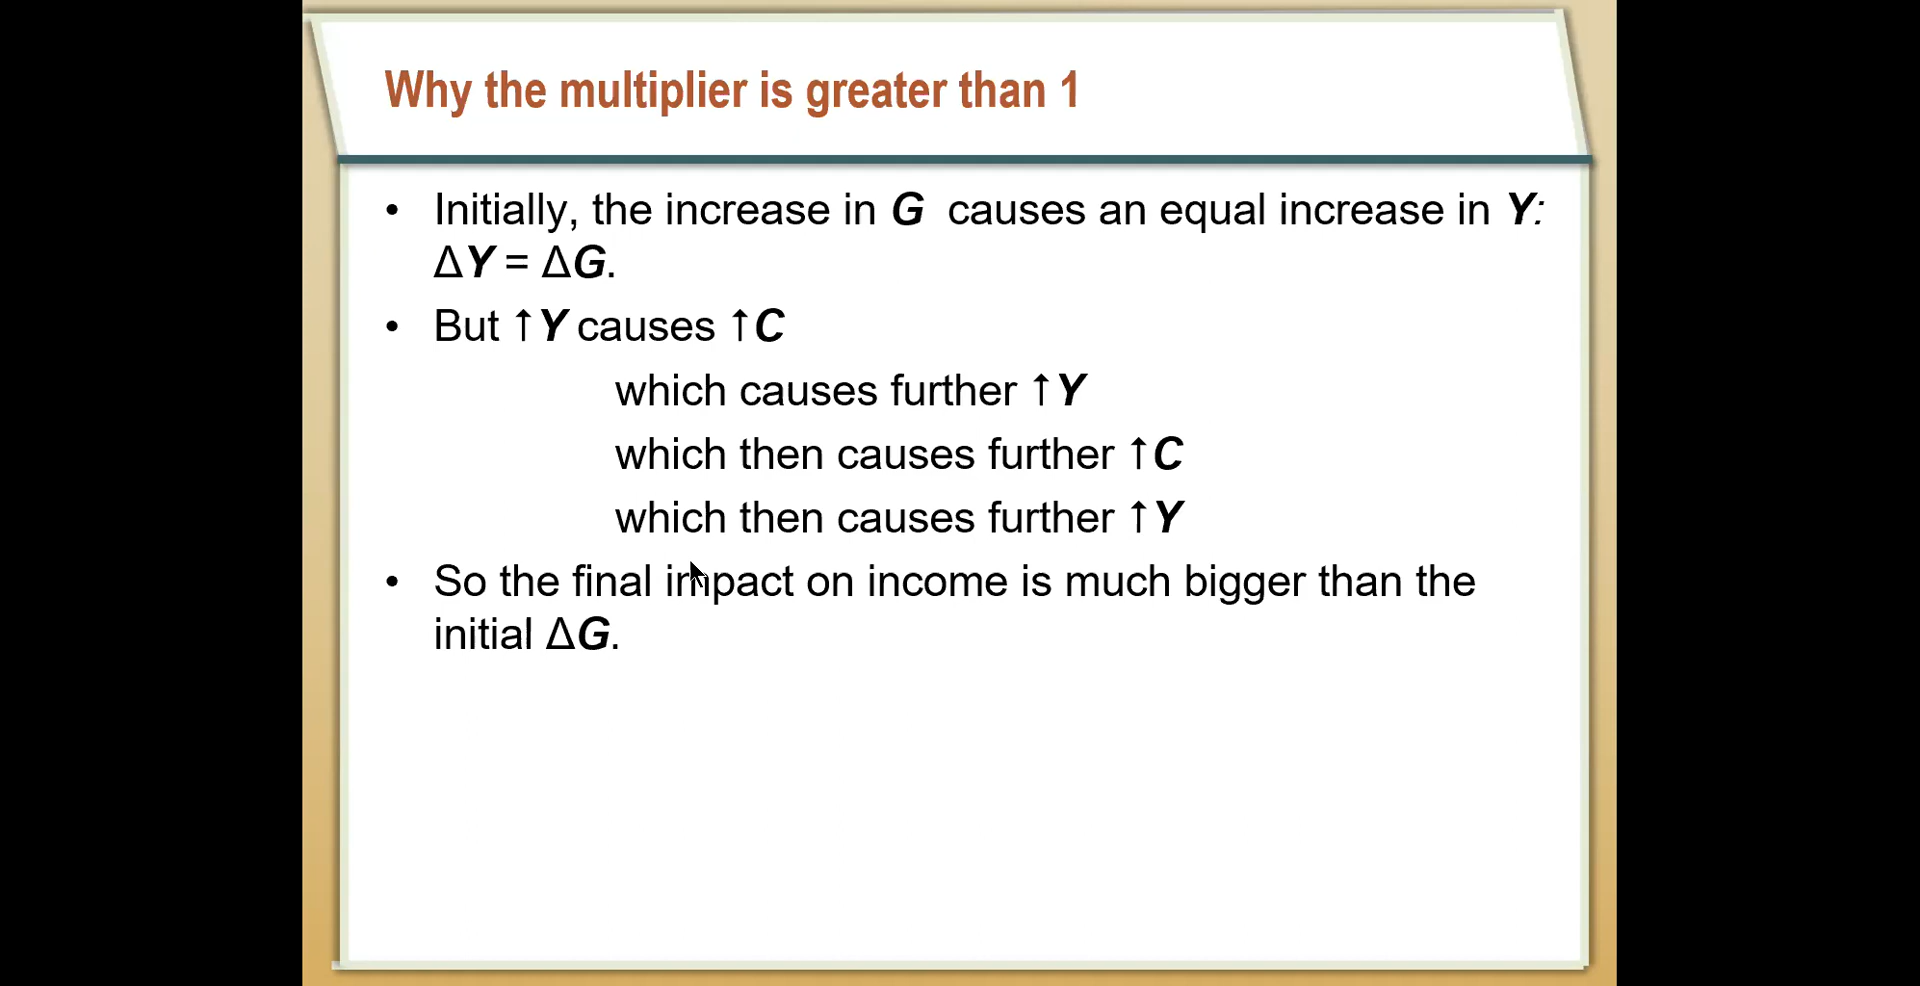 Why the multiplier is greater than 1
• Initially, the increase in G causes an equal increase in Y:
ΔY = ΔG.
• But ↑Y causes ↑C
which causes further ↑Y
which then causes further ↑C
which then causes further ↑Y
• So the final impact on income is much bigger than the
initial ΔG.